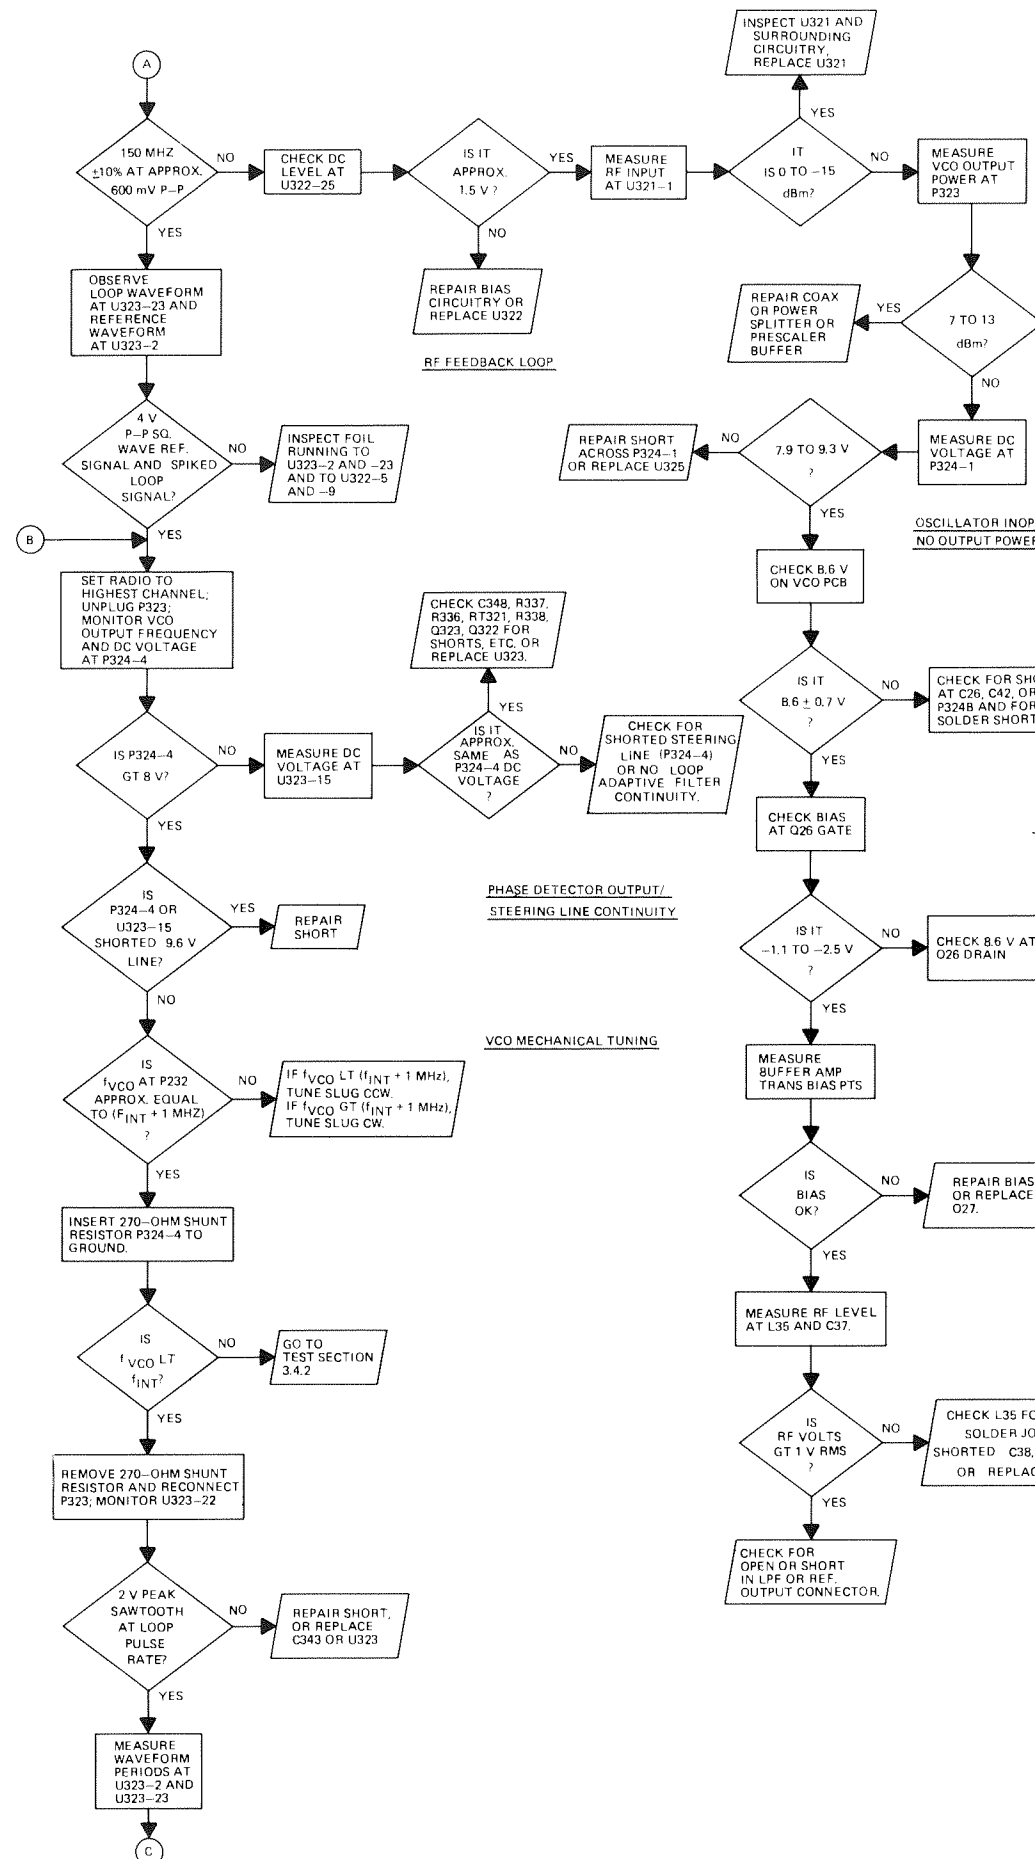 A
150 MHZ
±10% AT APPROX.
600 mV P–P
NO
YES
CHECK DC
LEVEL AT
U322–25
IS IT
APPROX.
1.5 V ?
YES
NO
MEASURE
RF INPUT
AT U321–1
IT
IS 0 TO –15
dBm?
YES
NO
INSPECT U321 AND
SURROUNDING
CIRCUITRY,
REPLACE U321
MEASURE
VCO OUTPUT
POWER AT
P323
REPAIR BIAS
CIRCUITRY OR
REPLACE U322
RF FEEDBACK LOOP
7 TO 13
dBm?
YES
NO
REPAIR COAX
OR POWER
SPLITTER OR
PRESCALER
BUFFER
OBSERVE
LOOP WAVEFORM
AT U323–23 AND
REFERENCE
WAVEFORM
AT U323–2
4 V
P–P SQ.
WAVE REF.
SIGNAL AND SPIKED
LOOP
SIGNAL?
NO
YES
INSPECT FOIL
RUNNING TO
U323–2 AND –23
AND TO U322–5
AND –9
MEASURE DC
VOLTAGE AT
P324–1
7.9 TO 9.3 V
?
NO
YES
REPAIR SHORT
ACROSS P324–1
OR REPLACE U325
OSCILLATOR INOP
NO OUTPUT POWER
B
SET RADIO TO
HIGHEST CHANNEL;
UNPLUG P323;
MONITOR VCO
OUTPUT FREQUENCY
AND DC VOLTAGE
AT P324–4
IS P324–4
GT 8 V?
NO
YES
MEASURE DC
VOLTAGE AT
U323–15
IS IT
APPROX.
SAME AS
P324–4 DC
VOLTAGE
?
YES
NO
CHECK C348, R337,
R336, RT321, R338,
Q323, Q322 FOR
SHORTS, ETC. OR
REPLACE U323.
CHECK FOR
SHORTED STEERING
LINE (P324–4)
OR NO LOOP
ADAPTIVE FILTER
CONTINUITY.
CHECK 8.6 V
ON VCO PCB
IS IT
8.6 ± 0.7 V
?
NO
YES
CHECK FOR SHO
AT C26, C42, OR
P324B AND FOR
SOLDER SHORT
CHECK BIAS
AT Q26 GATE
IS IT
–1.1 TO –2.5 V
?
NO
YES
CHECK 8.6 V AT
Q26 DRAIN
IS
P324–4 OR
U323–15
SHORTED 9.6 V
LINE?
YES
NO
REPAIR
SHORT
PHASE DETECTOR OUTPUT/
STEERING LINE CONTINUITY
VCO MECHANICAL TUNING
IS
fVCO AT P232
APPROX. EQUAL
TO (FINT + 1 MHZ)
?
NO
YES
IF fVCO LT (fINT + 1 MHz),
TUNE SLUG CCW.
IF fVCO GT (fINT + 1 MHz),
TUNE SLUG CW.
MEASURE
BUFFER AMP
TRANS BIAS PTS
IS
BIAS
OK?
NO
YES
REPAIR BIAS
OR REPLACE
Q27.
INSERT 270–OHM SHUNT
RESISTOR P324–4 TO
GROUND.
IS
fVCO LT
fINT?
NO
YES
GO TO
TEST SECTION
3.4.2
MEASURE RF LEVEL
AT L35 AND C37.
IS
RF VOLTS
GT 1 V RMS
?
NO
YES
CHECK L35 FO
SOLDER JO
SHORTED C38,
OR REPLAC
CHECK FOR
OPEN OR SHORT
IN LPF OR REF.
OUTPUT CONNECTOR.
REMOVE 270–OHM SHUNT
RESISTOR AND RECONNECT
P323; MONITOR U323–22
2 V PEAK
SAWTOOTH
AT LOOP
PULSE
RATE?
NO
YES
REPAIR SHORT,
OR REPLACE
C343 OR U323
MEASURE
WAVEFORM
PERIODS AT
U323–2 AND
U323–23
C